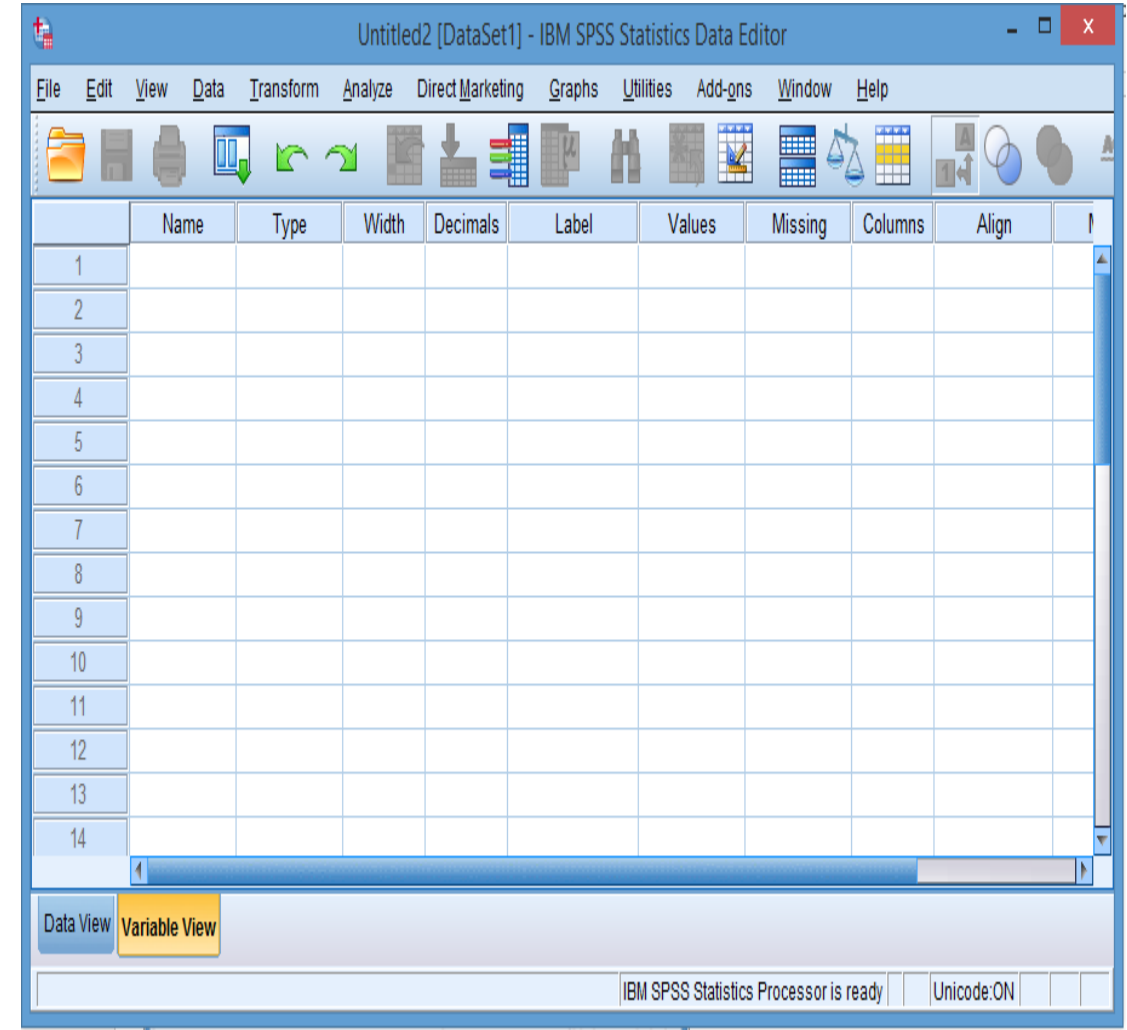 Untitled2 [DataSet1] - IBM SPSS Statistics Data Editor
File Edit View Data Transform Analyze Direct Marketing Graphs Utilities Add-ons Window Help
Name Type Width Decimals Label Values Missing Columns Align
1
2
3
4
5
6
7
8
9
10
11
12
13
14
Data View Variable View
IBM SPSS Statistics Processor is ready Unicode:ON